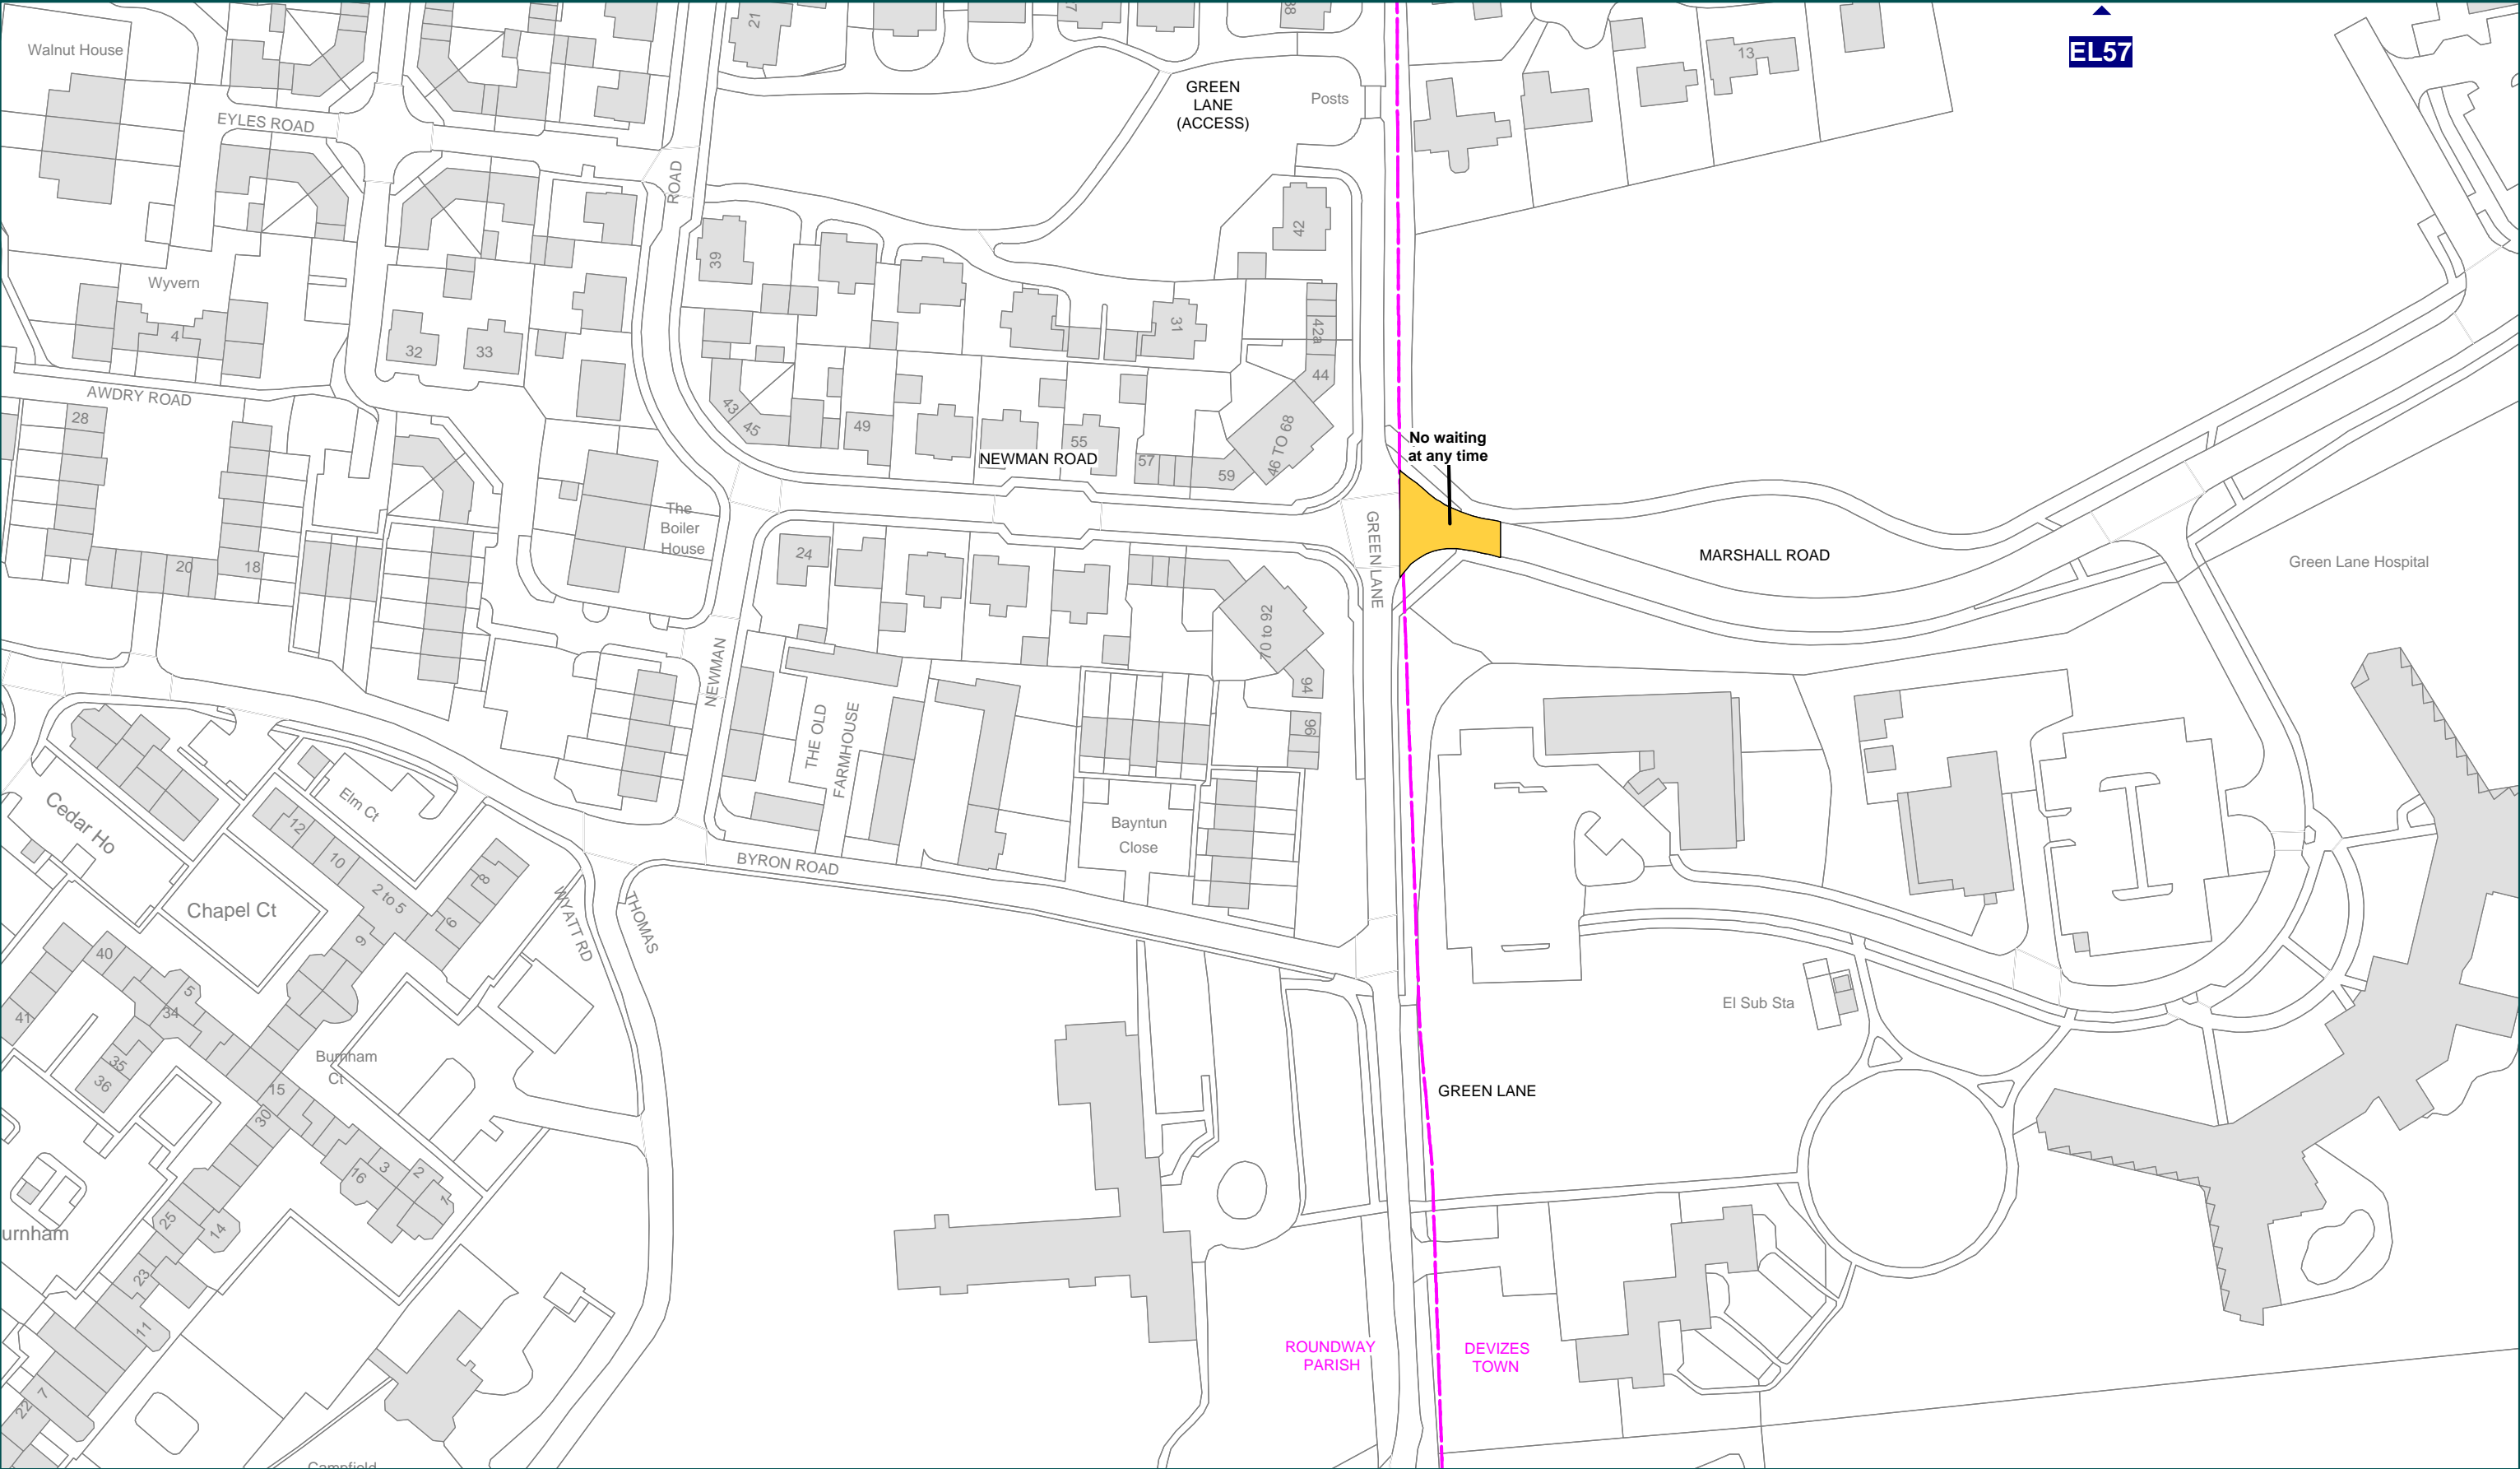 Walnut House
21
38
EL57
13
GREEN
LANE
(ACCESS)
Posts
EYLES ROAD
ROAD
42
39
Wyvern
4
32
33
31
42a
44
AWDRY ROAD
28
43
45
49
55
NEWMAN ROAD
57
59
46 TO 68
No waiting
at any time
The
Boiler
House
20
18
24
GREEN LANE
MARSHALL ROAD
Green Lane Hospital
70 to 92
94
96
NEWMAN
THE OLD
FARMHOUSE
Cedar Ho
Elm Ct
12
10
2 to 5
8
6
9
Chapel Ct
Bayntun
Close
BYRON ROAD
THOMAS
WYATT RD
40
5
34
41
35
36
Burnham
Ct
15
30
El Sub Sta
GREEN LANE
16
3
2
1
25
14
urnham
23
11
7
22
ROUNDWAY
PARISH
DEVIZES
TOWN
Campfield